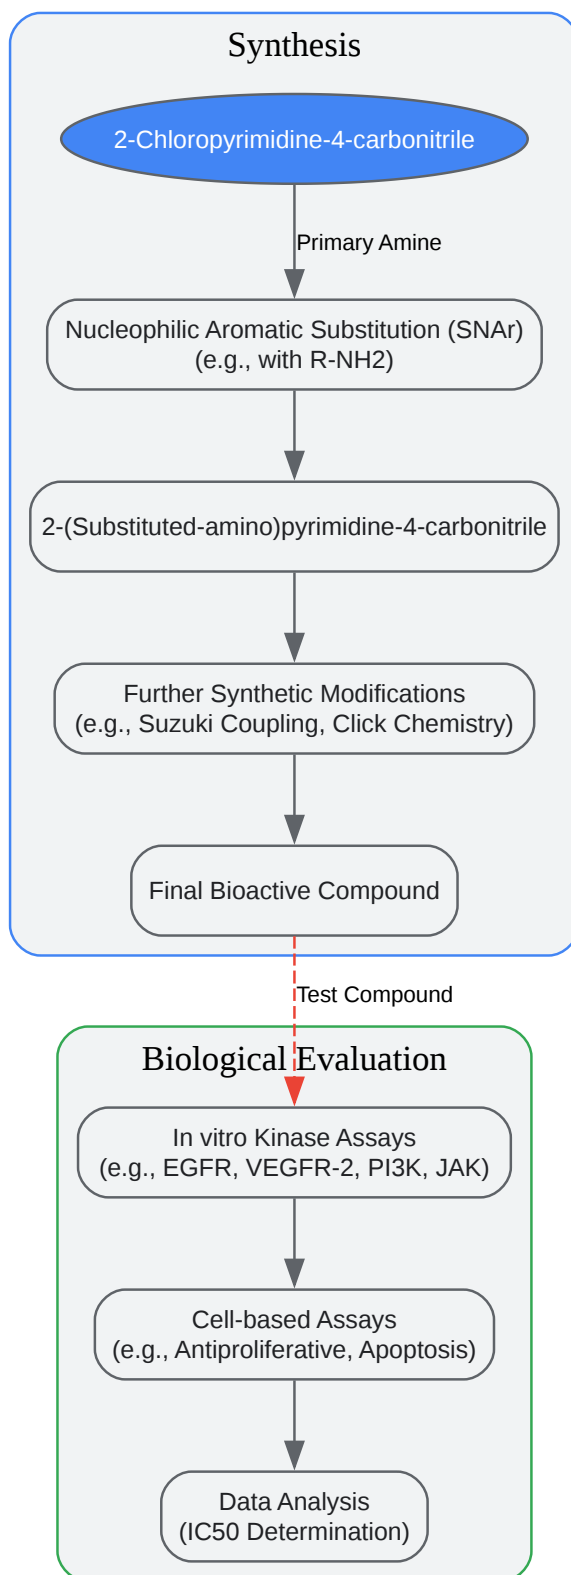 Synthesis
2-Chloropyrimidine-4-carbonitrile
Primary Amine
Nucleophilic Aromatic Substitution (SNAr)
(e.g., with R-NH2)
2-(Substituted-amino)pyrimidine-4-carbonitrile
Further Synthetic Modifications
(e.g., Suzuki Coupling, Click Chemistry)
Final Bioactive Compound
Test Compound
Biological Evaluation
In vitro Kinase Assays
(e.g., EGFR, VEGFR-2, PI3K, JAK)
Cell-based Assays
(e.g., Antiproliferative, Apoptosis)
Data Analysis
(IC50 Determination)